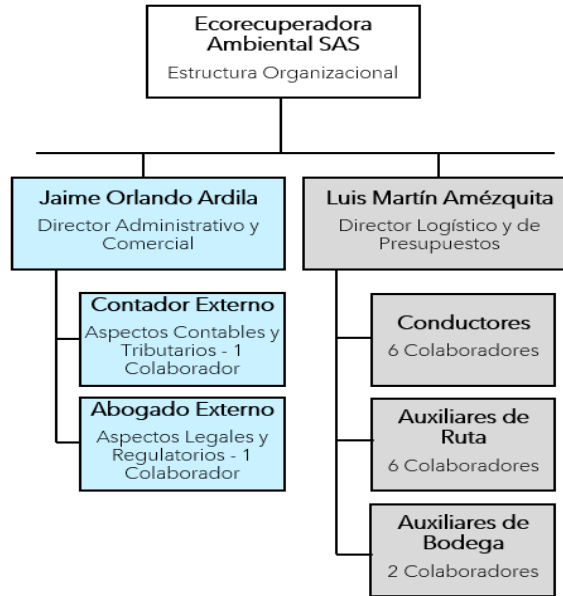 Ecorecuperadora
Ambiental SAS
Estructura Organizacional
Jaime Orlando Ardila
Director Administrativo y
Comercial
Luis Martín Amézquita
Director Logístico y de
Presupuestos
Contador Externo
Aspectos Contables y
Tributarios - 1
Colaborador
Abogado Externo
Aspectos Legales y
Regulatorios - 1
Colaborador
Conductores
6 Colaboradores
Auxiliares de
Ruta
6 Colaboradores
Auxiliares de
Bodega
2 Colaboradores